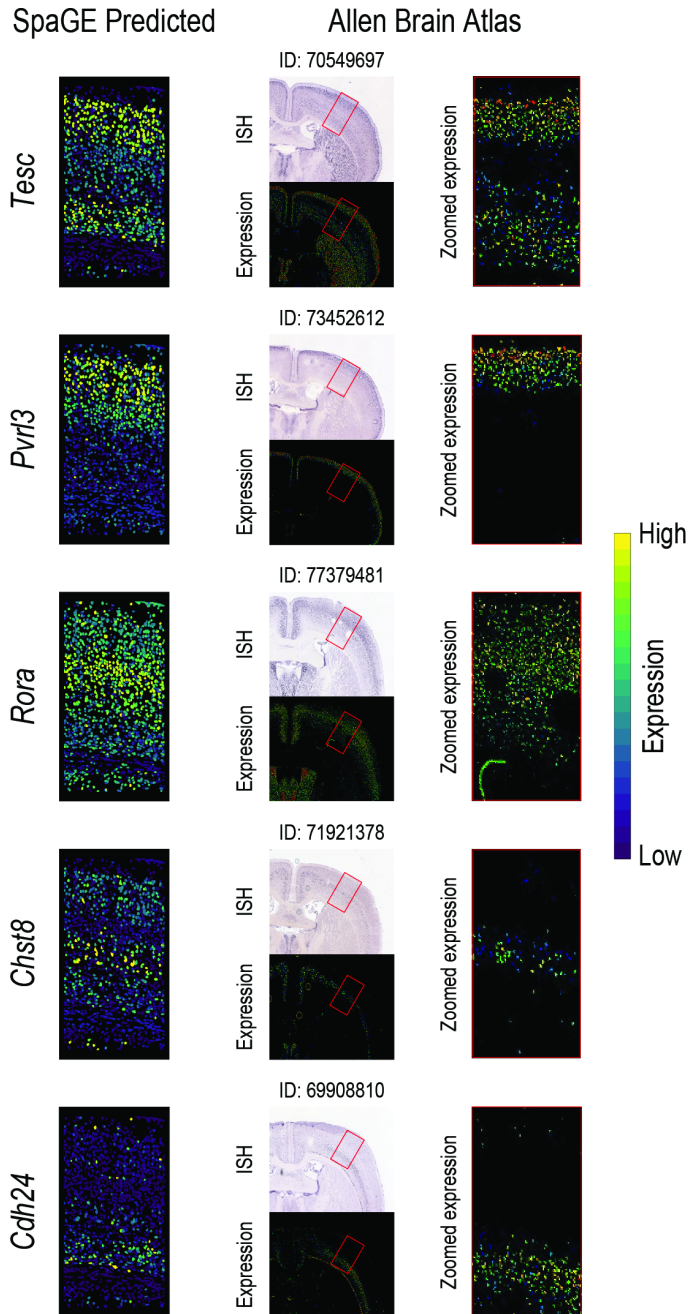 SpaGE Predicted
Allen Brain Atlas
ID: 70549697
Tesc
ISH
Expression
Zoomed expression
ID: 73452612
Pvrl3
ISH
Expression
Zoomed expression
High
Expression
Low
ID: 77379481
Rora
ISH
Expression
Zoomed expression
ID: 71921378
Chst8
ISH
Expression
Zoomed expression
ID: 69908810
Cdh24
ISH
Expression
Zoomed expression